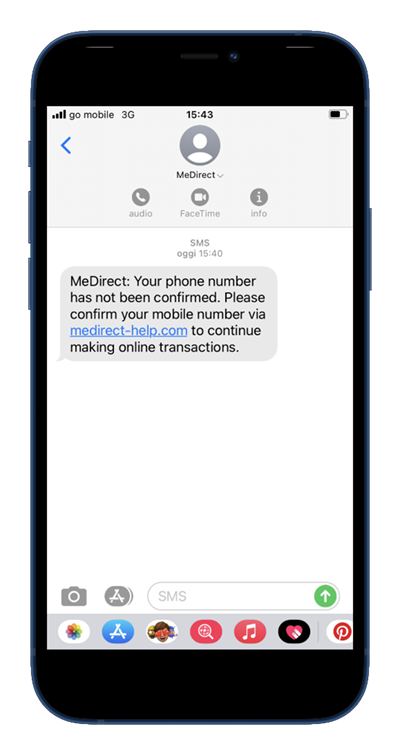 go mobile 3G 15:43
MeDirect
audio FaceTime info
SMS
oggi 15:40
MeDirect: Your phone number
has not been confirmed. Please
confirm your mobile number via
medirect-help.com to continue
making online transactions.
SMS